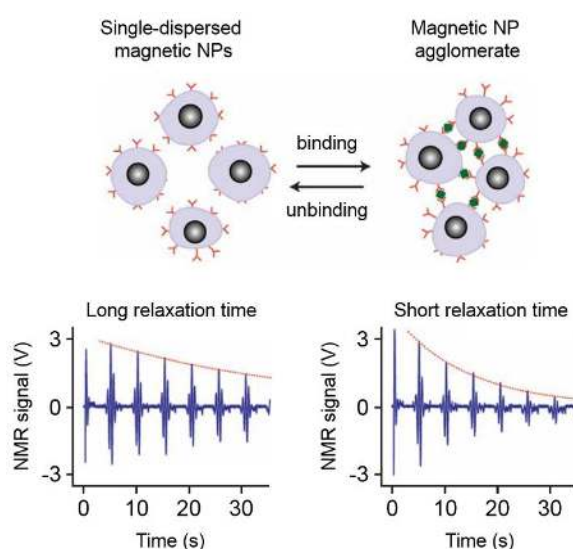 Single-dispersed
magnetic NPs
Magnetic NP
agglomerate
binding
unbinding
Long relaxation time
NMR signal (V)
3
0
-3
0 10 20 30
Time (s)
Short relaxation time
NMR signal (V)
3
0
-3
0 10 20 30
Time (s)